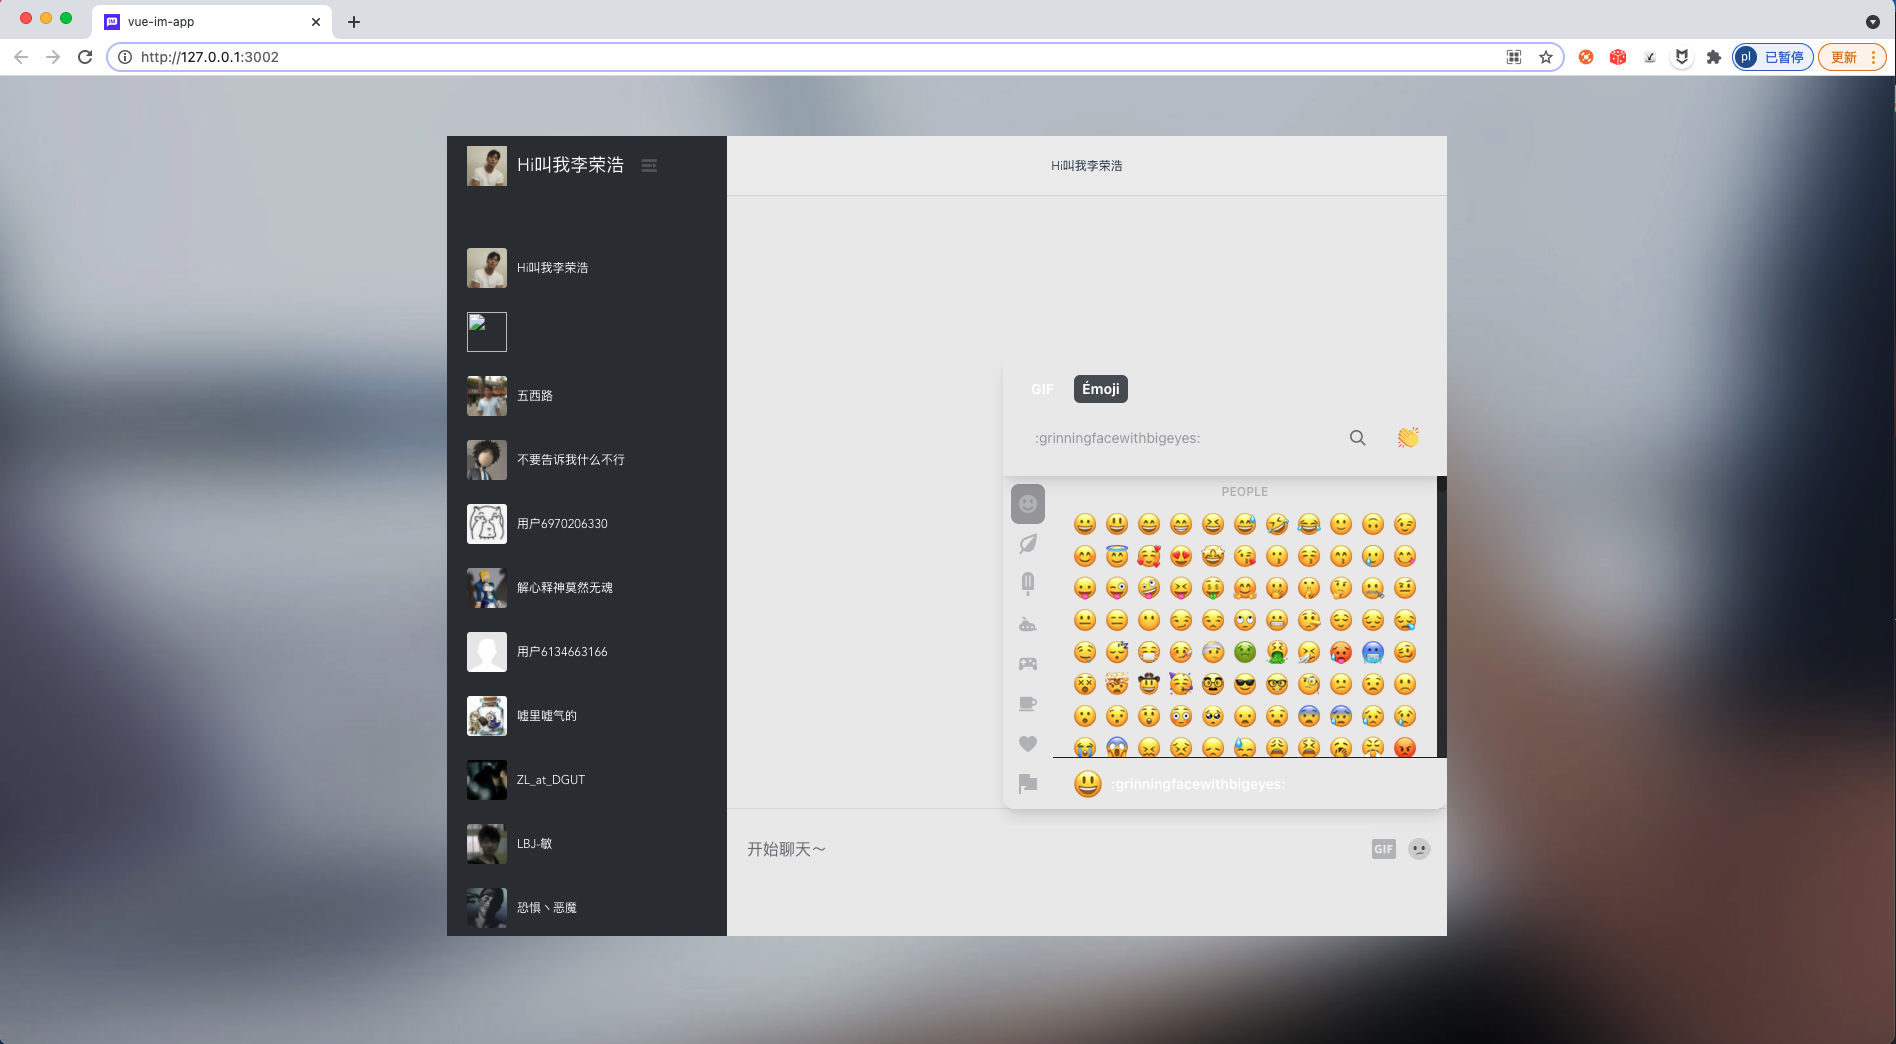 vue-im-app
http://127.0.0.1:3002
pl
已暂停
更新
Hi叫我李荣浩
Hi叫我李荣浩
Hi叫我李荣浩
五西路
不要告诉我什么不行
用户6970206330
解心释神莫然无魂
用户6134663166
嘘里嘘气的
ZL_at_DGUT
LBJ-敏
恐惧丶恶魔
GIF
Émoji
:grinningfacewithbigeyes:
PEOPLE
:grinningfacewithbigeyes:
开始聊天～
GIF